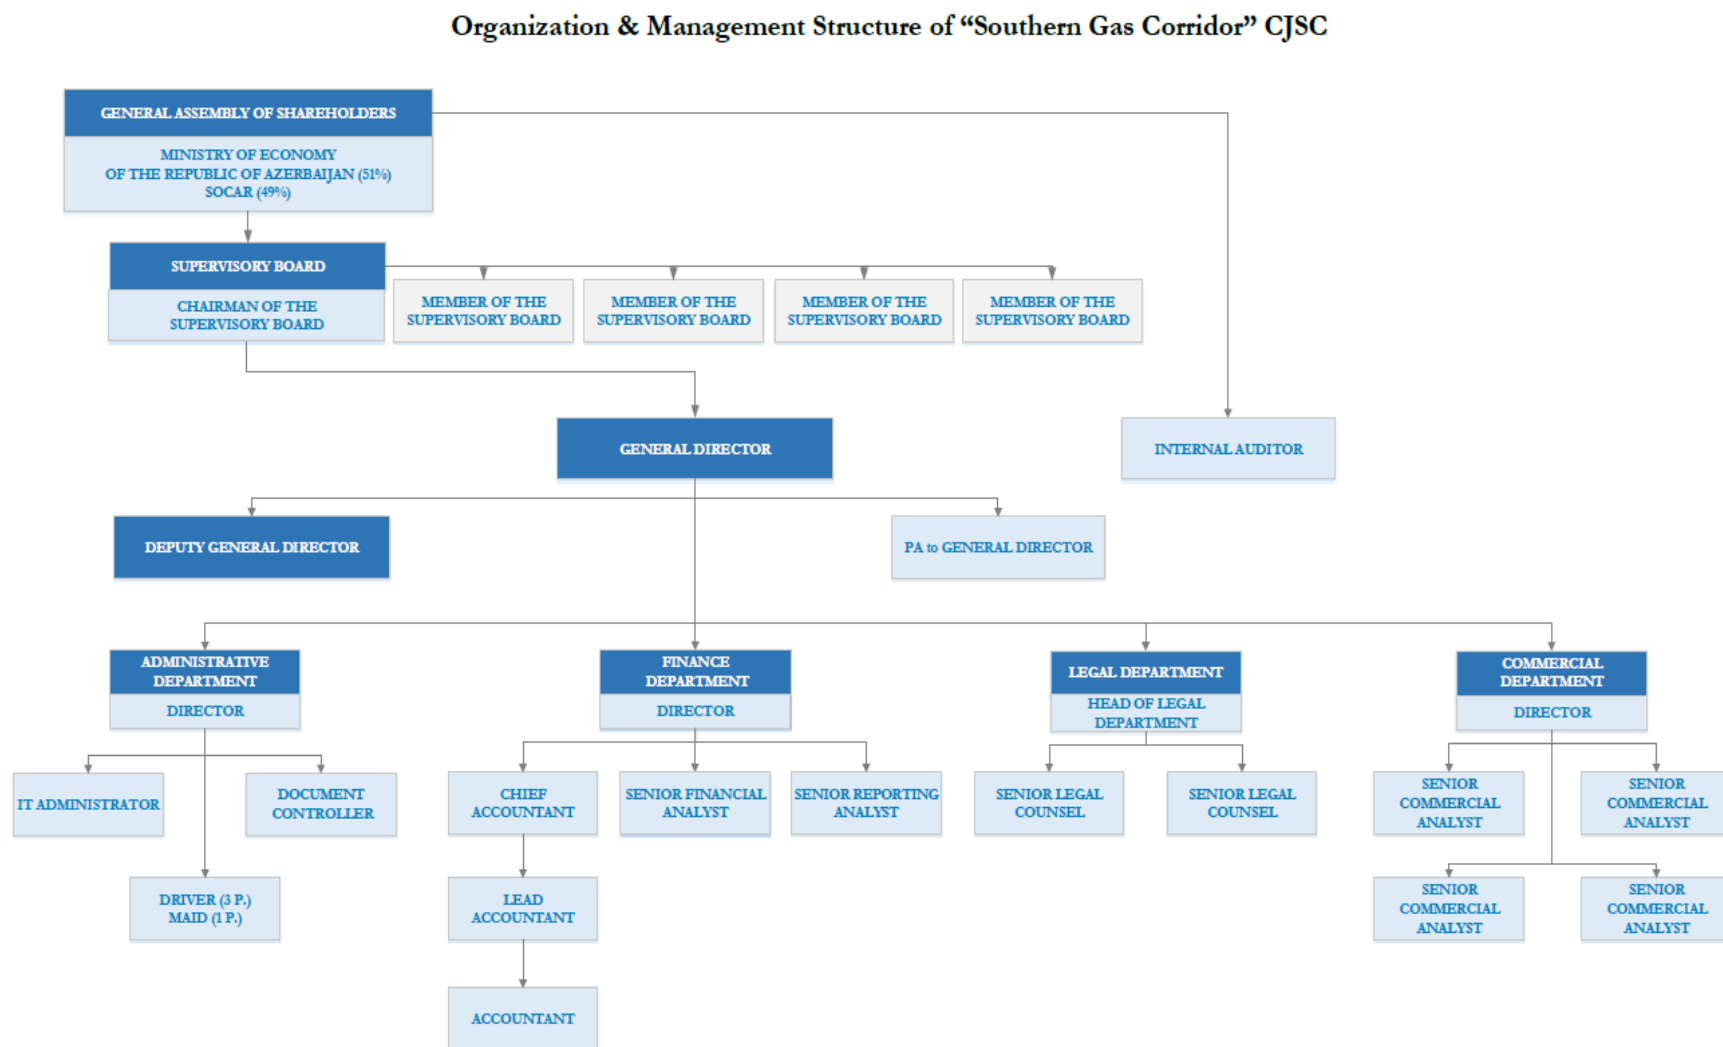 Organization & Management Structure of “Southern Gas Corridor” CJSC
GENERAL ASSEMBLY OF SHAREHOLDERS
MINISTRY OF ECONOMY
OF THE REPUBLIC OF AZERBAIJAN (51%)
SOCAR (49%)
SUPERVISORY BOARD
CHAIRMAN OF THE
SUPERVISORY BOARD
MEMBER OF THE
SUPERVISORY BOARD
MEMBER OF THE
SUPERVISORY BOARD
MEMBER OF THE
SUPERVISORY BOARD
MEMBER OF THE
SUPERVISORY BOARD
GENERAL DIRECTOR
INTERNAL AUDITOR
DEPUTY GENERAL DIRECTOR
PA to GENERAL DIRECTOR
ADMINISTRATIVE
DEPARTMENT
DIRECTOR
FINANCE
DEPARTMENT
DIRECTOR
LEGAL DEPARTMENT
HEAD OF LEGAL
DEPARTMENT
COMMERCIAL
DEPARTMENT
DIRECTOR
IT ADMINISTRATOR
DOCUMENT
CONTROLLER
CHIEF
ACCOUNTANT
SENIOR FINANCIAL
ANALYST
SENIOR REPORTING
ANALYST
SENIOR LEGAL
COUNSEL
SENIOR LEGAL
COUNSEL
SENIOR
COMMERCIAL
ANALYST
SENIOR
COMMERCIAL
ANALYST
DRIVER (3 P.)
MAID (1 P.)
LEAD
ACCOUNTANT
SENIOR
COMMERCIAL
ANALYST
SENIOR
COMMERCIAL
ANALYST
ACCOUNTANT